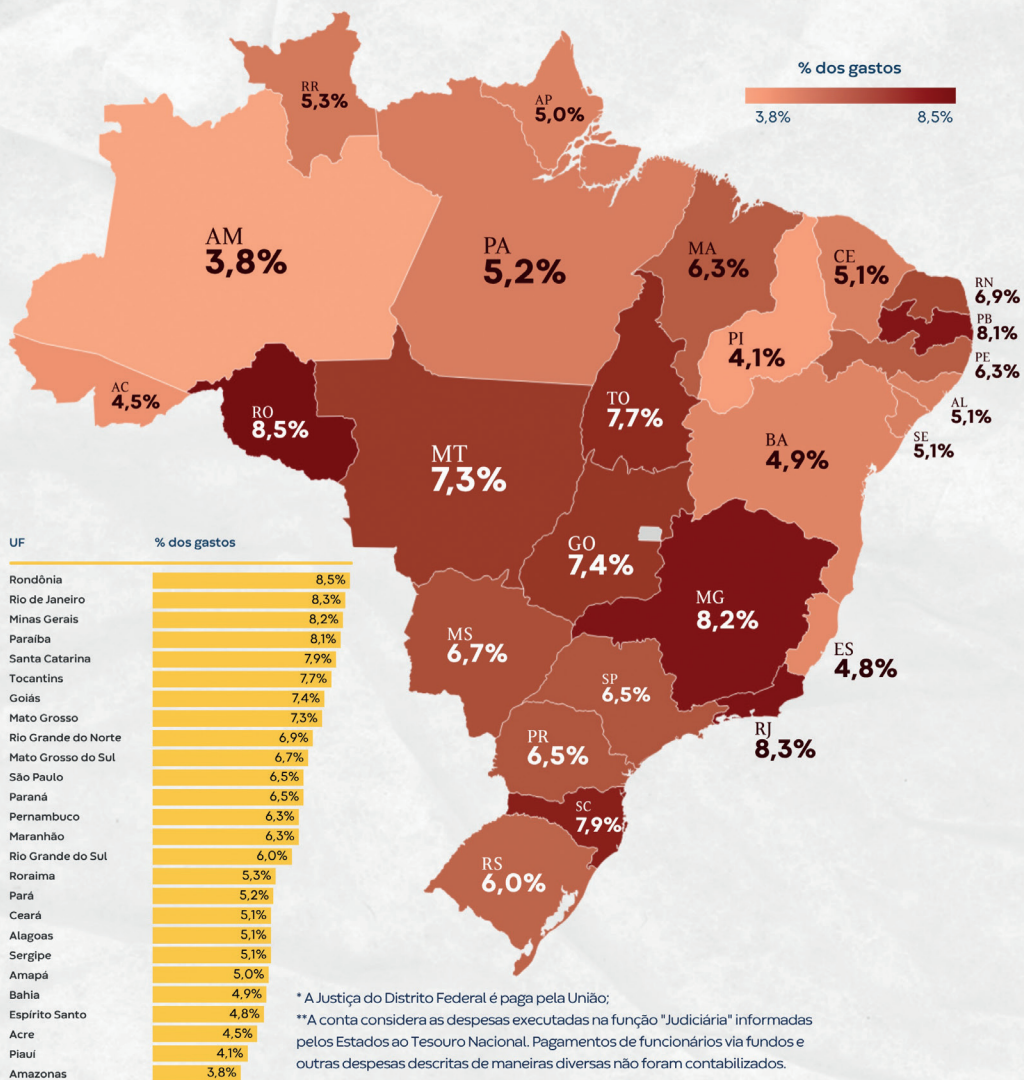 % dos gastos
3,8%
8,5%
RR
5,3%
AP
5,0%
AM
3,8%
PA
5,2%
MA
6,3%
CE
5,1%
RN
6,9%
PB
8,1%
PE
6,3%
PI
4,1%
AC
4,5%
RO
8,5%
TO
7,7%
AL
5,1%
SE
5,1%
BA
4,9%
MT
7,3%
GO
7,4%
MG
8,2%
MS
6,7%
ES
4,8%
SP
6,5%
RJ
8,3%
PR
6,5%
SC
7,9%
RS
6,0%
UF % dos gastos
Rondônia 8,5%
Rio de Janeiro 8,3%
Minas Gerais 8,2%
Paraíba 8,1%
Santa Catarina 7,9%
Tocantins 7,7%
Goiás 7,4%
Mato Grosso 7,3%
Rio Grande do Norte 6,9%
Mato Grosso do Sul 6,7%
São Paulo 6,5%
Paraná 6,5%
Pernambuco 6,3%
Maranhão 6,3%
Rio Grande do Sul 6,0%
Roraima 5,3%
Pará 5,2%
Ceará 5,1%
Alagoas 5,1%
Sergipe 5,1%
Amapá 5,0%
Bahia 4,9%
Espírito Santo 4,8%
Acre 4,5%
Piauí 4,1%
Amazonas 3,8%
* A Justiça do Distrito Federal é paga pela União;
**A conta considera as despesas executadas na função "Judiciária" informadas
pelos Estados ao Tesouro Nacional. Pagamentos de funcionários via fundos e
outras despesas descritas de maneiras diversas não foram contabilizados.